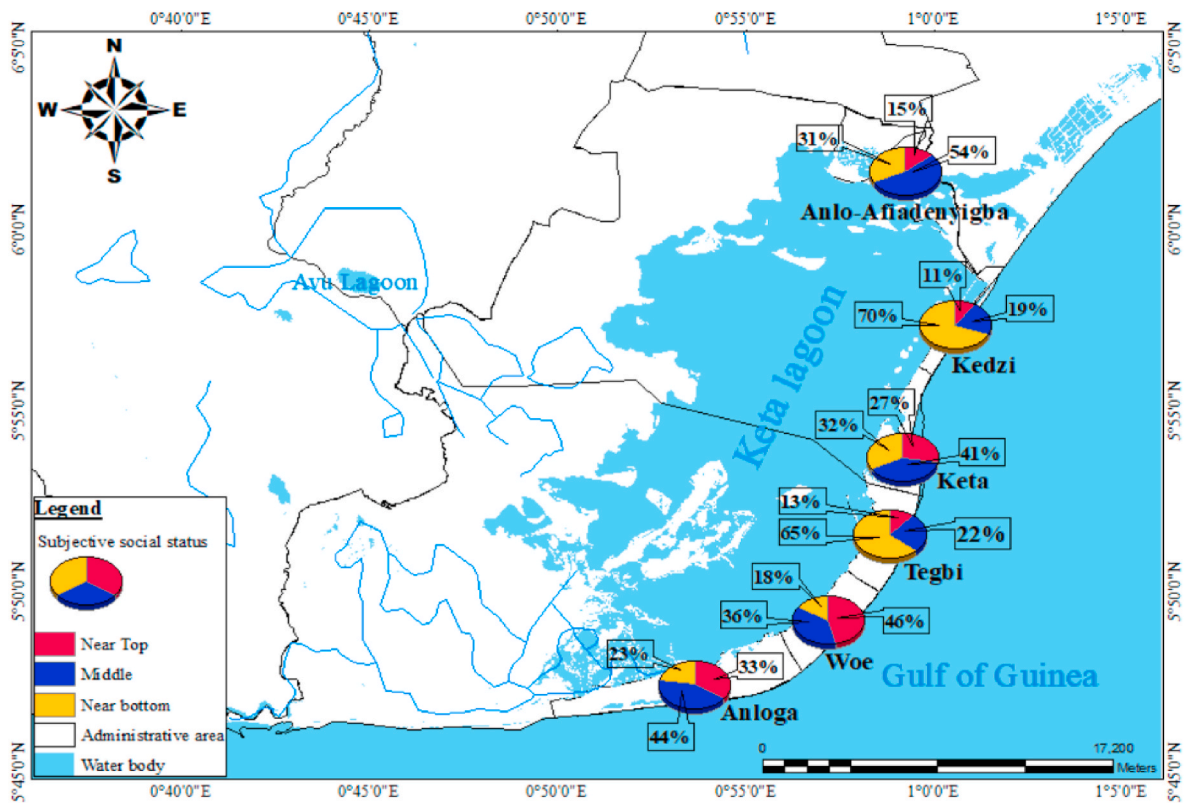 0°40'0"E 0°45'0"E 0°50'0"E 0°55'0"E 1°0'0"E 1°5'0"E
6°5'0"N
6°5'0"N
N
W E
S
15%
31%
54%
Anlo-Afiadenyigba
6°0'0"N
6°0'0"N
Avu Lagoon
11%
70%
19%
Kedzi
Keta lagoon
5°55'0"N
5°55'0"N
27%
32%
41%
Keta
13%
65%
22%
Tegbi
Legend
Subjective social status
Near Top
Middle
Near bottom
Administrative area
Water body
5°50'0"N
5°50'0"N
18%
36%
46%
Woe
23%
33%
Anloga
44%
Gulf of Guinea
0 17,200
Meters
5°45'0"N
5°45'0"N
0°40'0"E 0°45'0"E 0°50'0"E 0°55'0"E 1°0'0"E 1°5'0"E